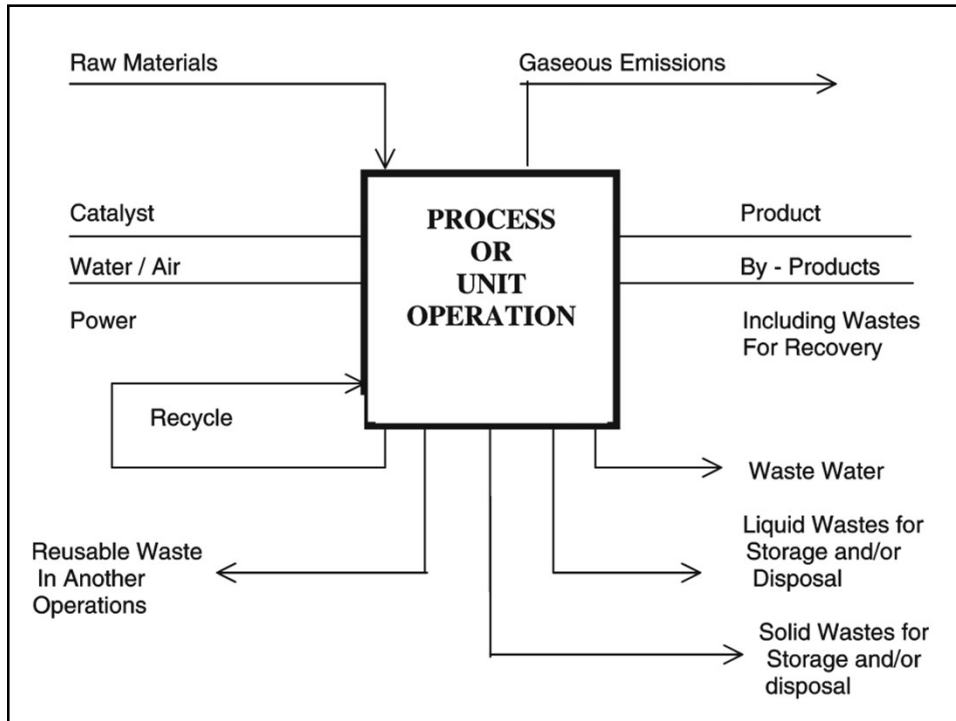 Raw Materials
Gaseous Emissions
Catalyst
Water / Air
Power
PROCESS
OR
UNIT
OPERATION
Product
By - Products
Including Wastes
For Recovery
Recycle
Waste Water
Reusable Waste
In Another
Operations
Liquid Wastes for
Storage and/or
Disposal
Solid Wastes for
Storage and/or
disposal